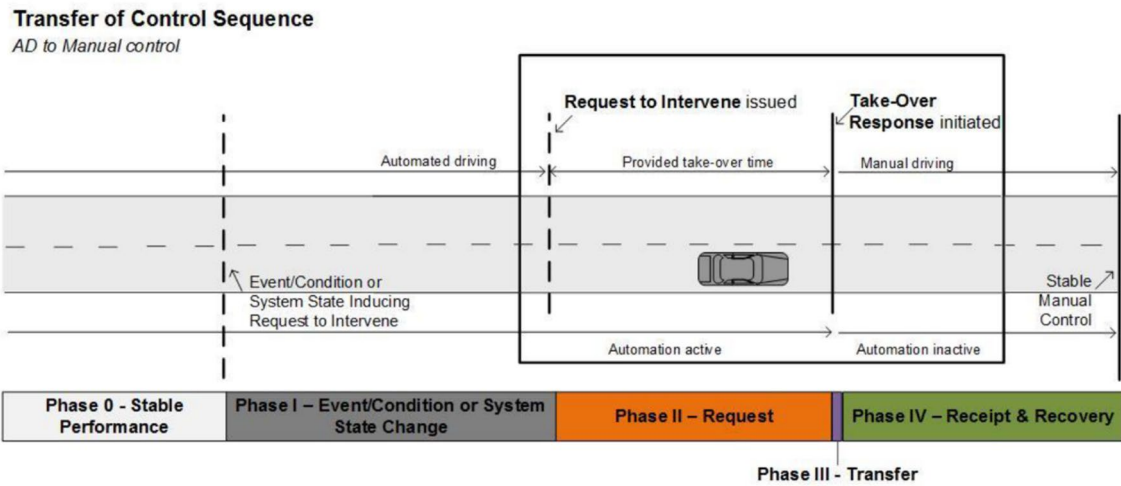 Transfer of Control Sequence
AD to Manual control
Request to Intervene issued
Take-Over
Response initiated
Automated driving
Provided take-over time
Manual driving
Event/Condition or
System State Inducing
Request to Intervene
Stable
Manual
Control
Automation active
Automation inactive
Phase 0 - Stable
Performance
Phase I – Event/Condition or System
State Change
Phase II – Request
Phase IV – Receipt & Recovery
Phase III - Transfer